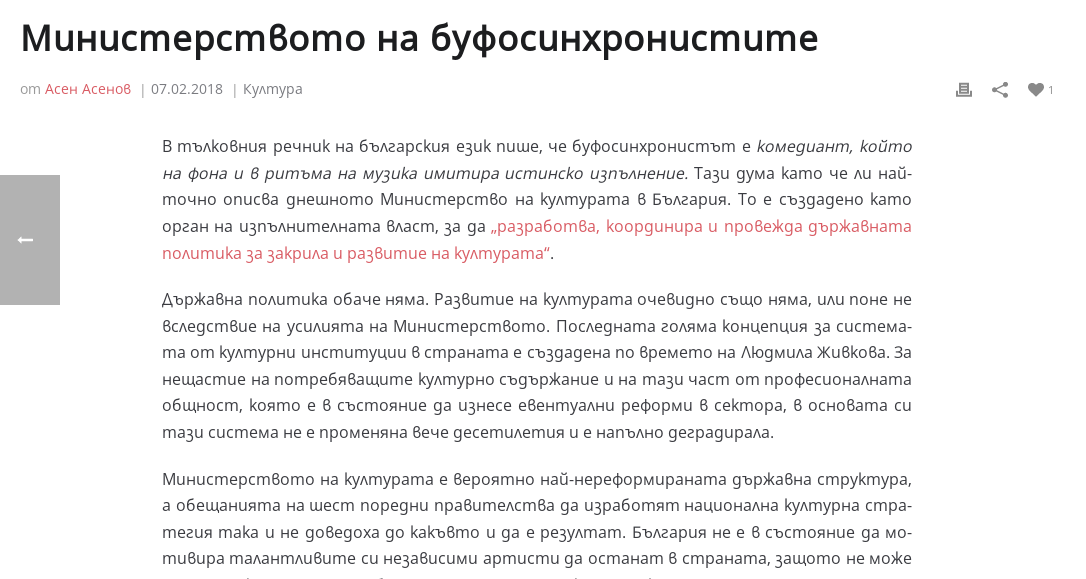 Министерството на буфосинхронистите
от Асен Асенов | 07.02.2018 | Култура
1
В тълковния речник на българския език пише, че буфосинхронистът е комедиант, който
на фона и в ритъма на музика имитира истинско изпълнение. Тази дума като че ли най-
точно описва днешното Министерство на културата в България. То е създадено като
орган на изпълнителната власт, за да „разработва, координира и провежда държавната
политика за закрила и развитие на културата“.
Държавна политика обаче няма. Развитие на културата очевидно също няма, или поне не
вследствие на усилията на Министерството. Последната голяма концепция за система-
та от културни институции в страната е създадена по времето на Людмила Живкова. За
нещастие на потребяващите културно съдържание и на тази част от професионалната
общност, която е в състояние да изнесе евентуални реформи в сектора, в основата си
тази система не е променяна вече десетилетия и е напълно деградирала.
Министерството на културата е вероятно най-нереформираната държавна структура,
а обещанията на шест поредни правителства да изработят национална културна стра-
тегия така и не доведоха до какъвто и да е резултат. България не е в състояние да мо-
тивира талантливите си независими артисти да останат в страната, защото не може